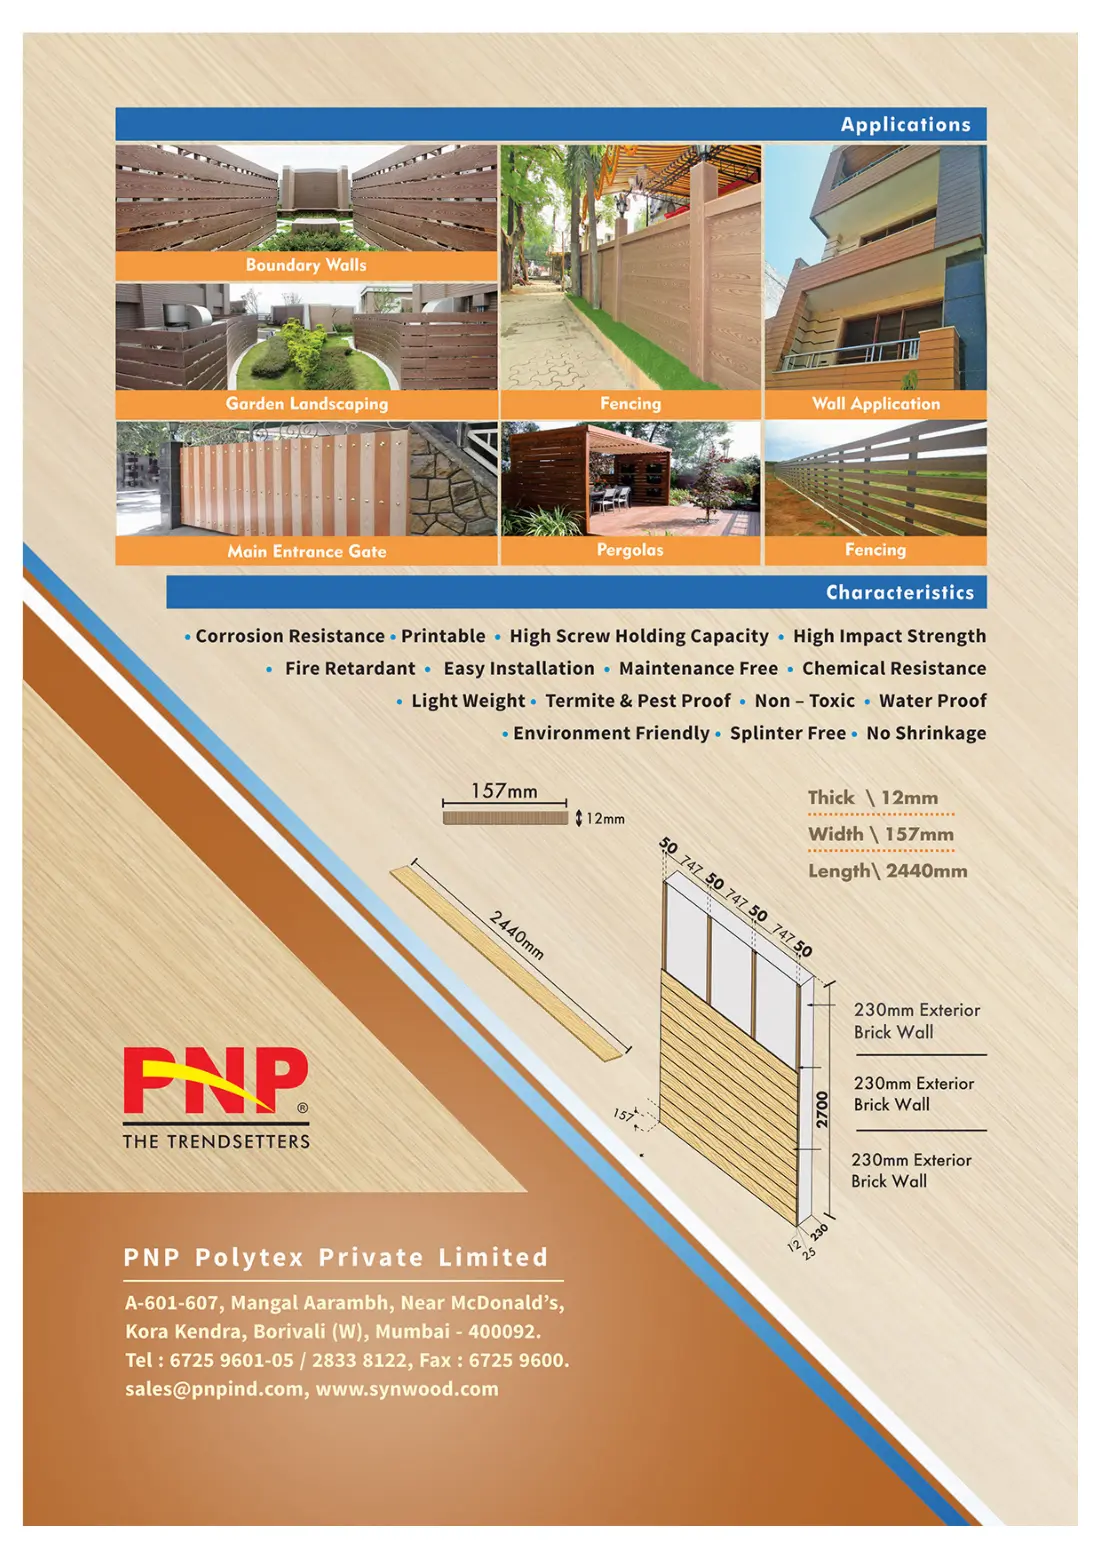 Applications
Boundary Walls
Garden Landscaping
Fencing
Wall Application
Main Entrance Gate
Pergolas
Fencing
Characteristics
• Corrosion Resistance • Printable • High Screw Holding Capacity • High Impact Strength
• Fire Retardant • Easy Installation • Maintenance Free • Chemical Resistance
• Light Weight • Termite & Pest Proof • Non – Toxic • Water Proof
• Environment Friendly • Splinter Free • No Shrinkage
157mm
12mm
Thick \ 12mm
Width \ 157mm
Length\ 2440mm
2440mm
50 747 50 747 50 747 50
230mm Exterior
Brick Wall
230mm Exterior
Brick Wall
230mm Exterior
Brick Wall
2700
157
12
25
230
PNP®
THE TRENDSETTERS
PNP Polytex Private Limited
A-601-607, Mangal Aarambh, Near McDonald’s,
Kora Kendra, Borivali (W), Mumbai - 400092.
Tel : 6725 9601-05 / 2833 8122, Fax : 6725 9600.
sales@pnpind.com, www.synwood.com